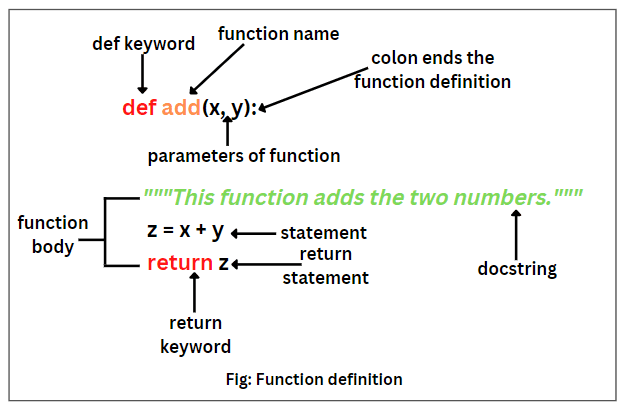 def keyword
function name
colon ends the
function definition
def add(x, y):
parameters of function
"""This function adds the two numbers."""
function
body
z = x + y
statement
return z
return
statement
docstring
return
keyword
Fig: Function definition